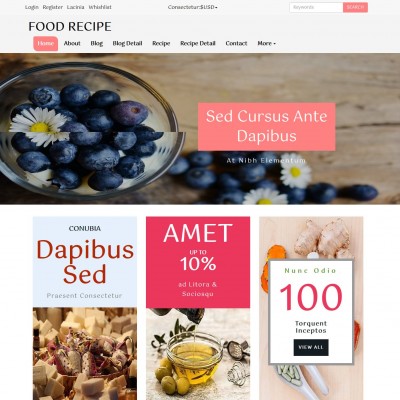 Login Register Lacinia Whishlist Consectetur:$USD Keywords SEARCH
FOOD RECIPE
Home About Blog Blog Detail Recipe Recipe Detail Contact More
Sed Cursus Ante
Dapibus
At Nibh Elementum
CONUBIA
Dapibus
Sed
Praesent Consectetur
AMET
UP TO
10%
ad Litora &
Sociosqu
Nunc Odio
100
Torquent
Inceptos
VIEW ALL